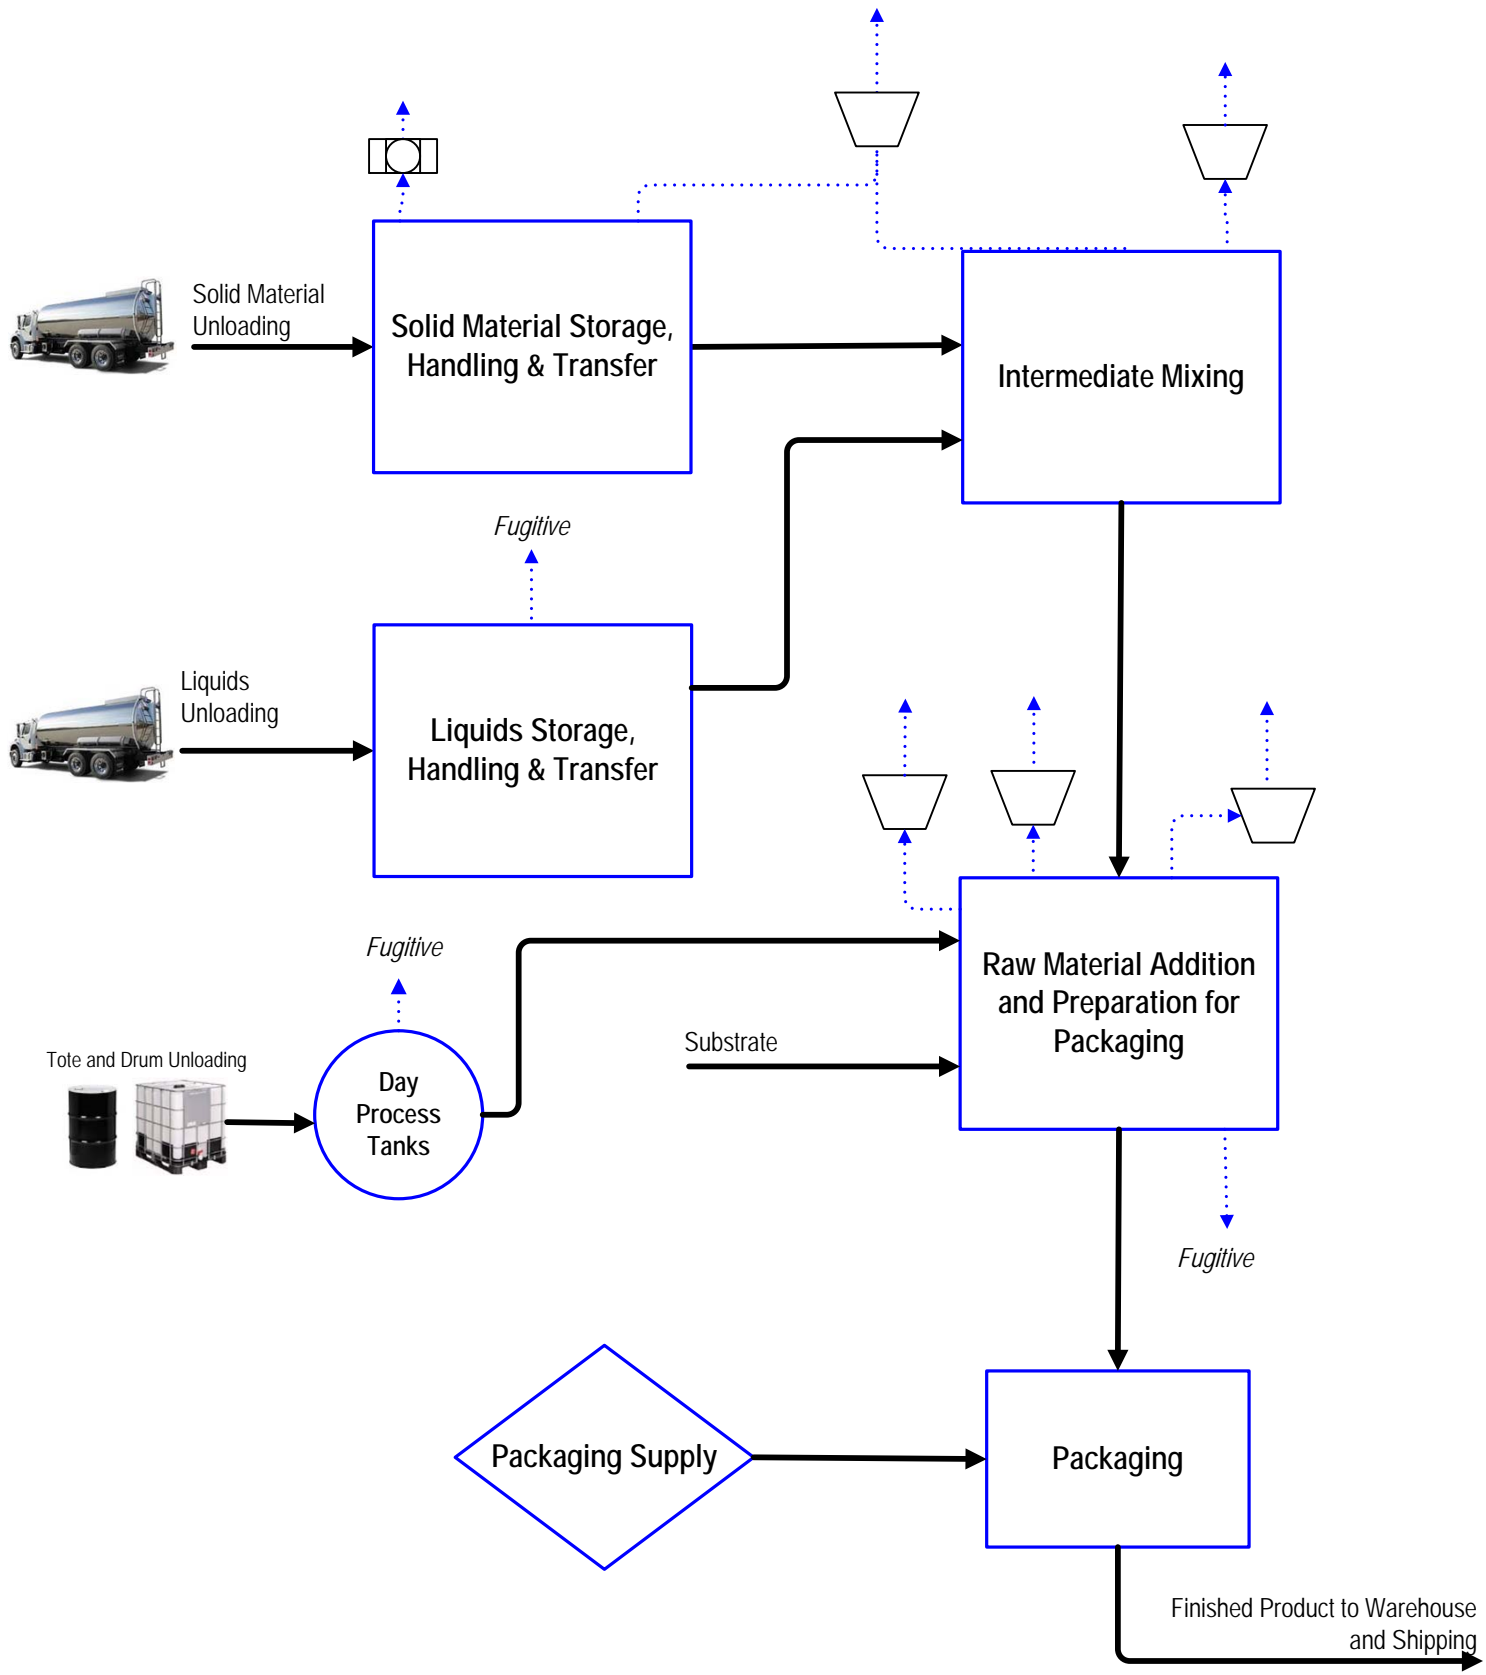 Solid Material
Unloading
Solid Material Storage,
Handling & Transfer
Intermediate Mixing
Fugitive
Liquids
Unloading
Liquids Storage,
Handling & Transfer
Fugitive
Raw Material Addition
and Preparation for
Packaging
Substrate
Tote and Drum Unloading
Day
Process
Tanks
Fugitive
Packaging Supply
Packaging
Finished Product to Warehouse
and Shipping